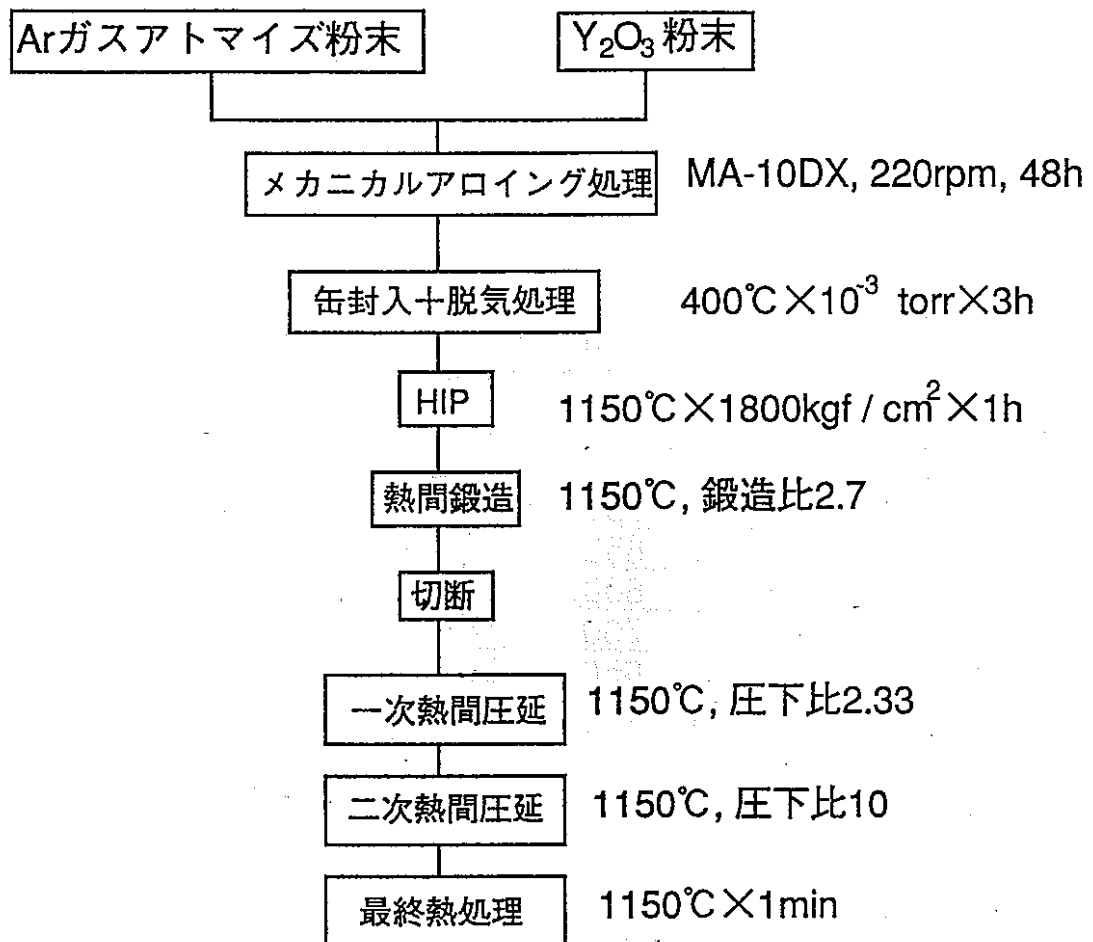 Arガスアトマイズ粉末
Y₂O₃粉末
メカニカルアロイング処理 MA-10DX, 220rpm, 48h
缶封入＋脱気処理 400℃×10⁻³ torr×3h
HIP 1150℃×1800kgf / cm²×1h
熱間鍛造 1150℃, 鍛造比2.7
切断
一次熱間圧延 1150℃, 圧下比2.33
二次熱間圧延 1150℃, 圧下比10
最終熱処理 1150℃×1min